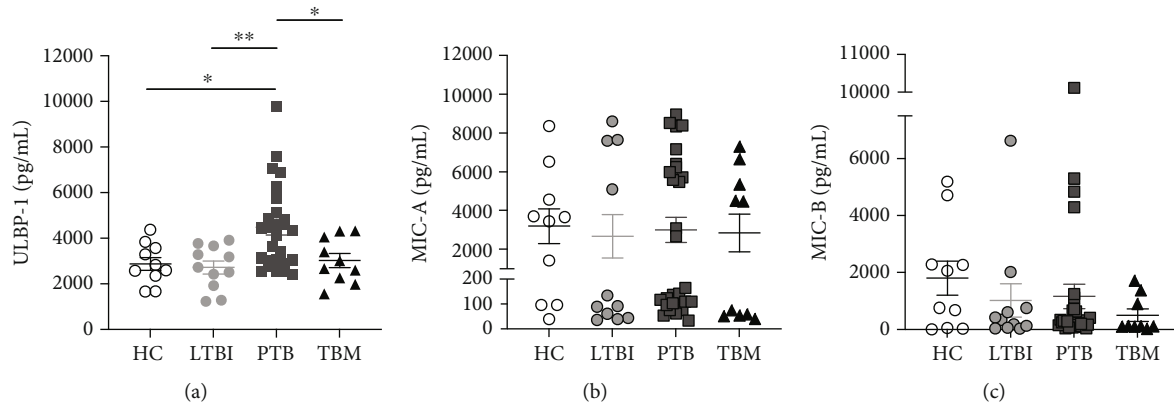 *
**
*
12000
10000
8000
6000
4000
2000
0
ULBP-1 (pg/mL)
HC
LTBI
PTB
TBM
(a)
12000
10000
8000
6000
4000
2000
200
100
0
MIC-A (pg/mL)
HC
LTBI
PTB
TBM
(b)
11000
10000
6000
4000
2000
0
MIC-B (pg/mL)
HC
LTBI
PTB
TBM
(c)